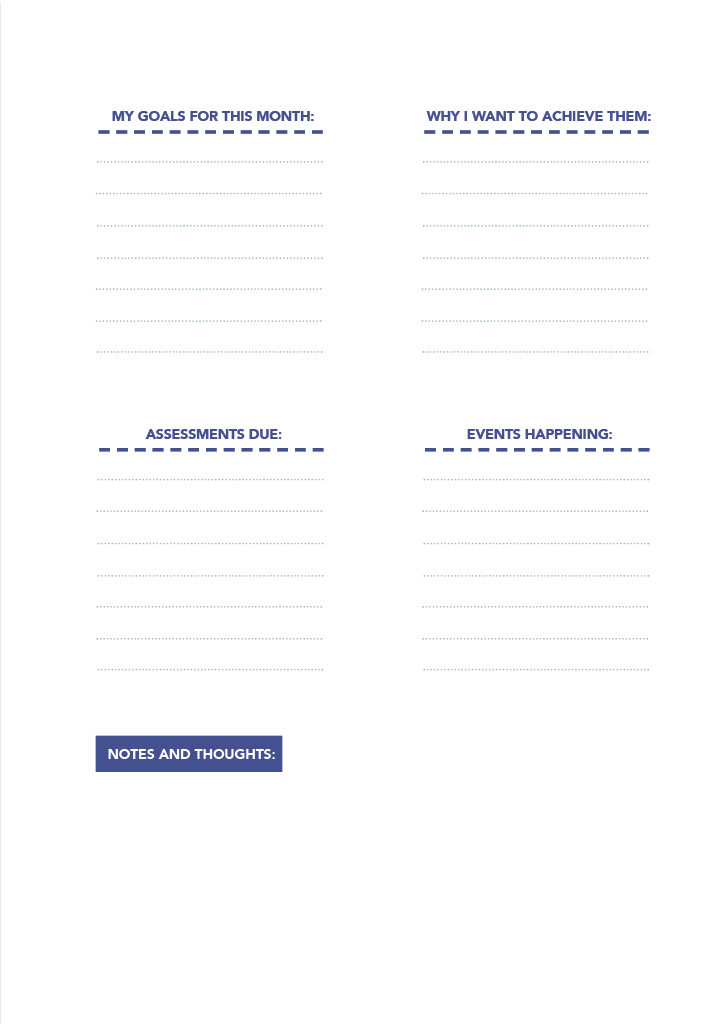 MY GOALS FOR THIS MONTH:
WHY I WANT TO ACHIEVE THEM:
ASSESSMENTS DUE:
EVENTS HAPPENING:
NOTES AND THOUGHTS: